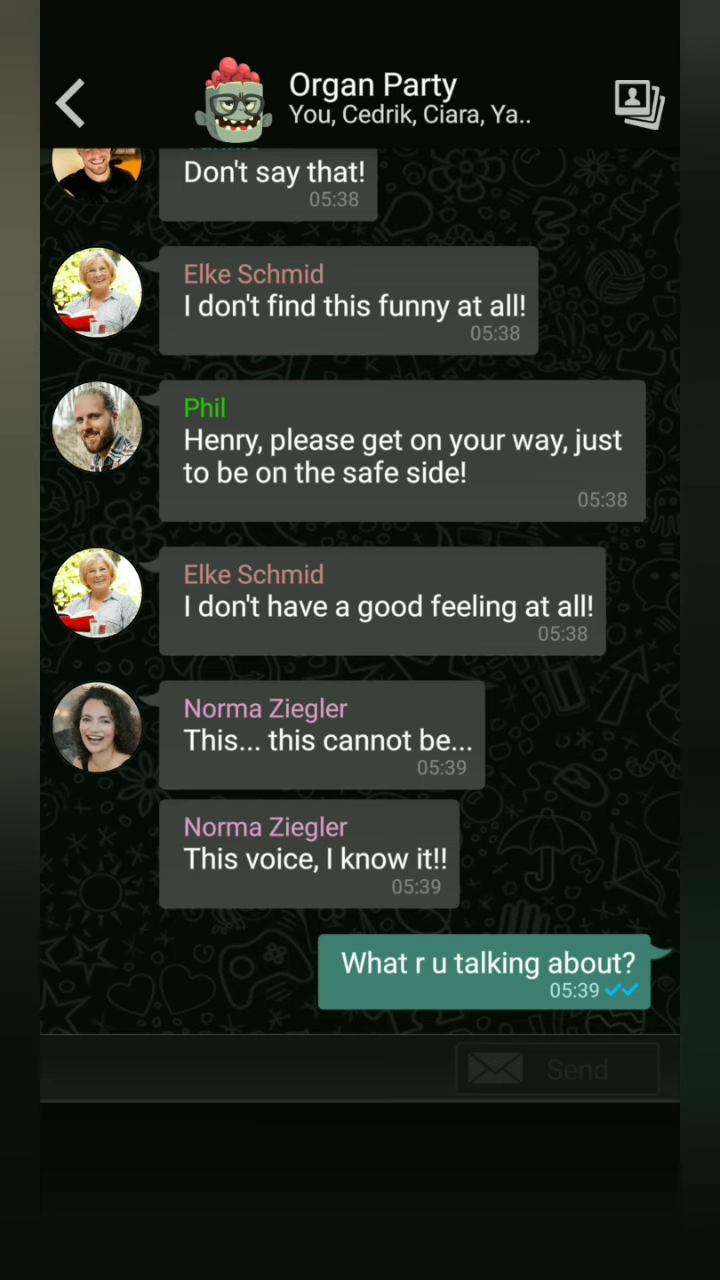 Organ Party
You, Cedrik, Ciara, Ya..
Don't say that!
05:38
Elke Schmid
I don't find this funny at all!
05:38
Phil
Henry, please get on your way, just
to be on the safe side!
05:38
Elke Schmid
I don't have a good feeling at all!
05:38
Norma Ziegler
This... this cannot be...
05:39
Norma Ziegler
This voice, I know it!!
05:39
What r u talking about?
05:39
Send